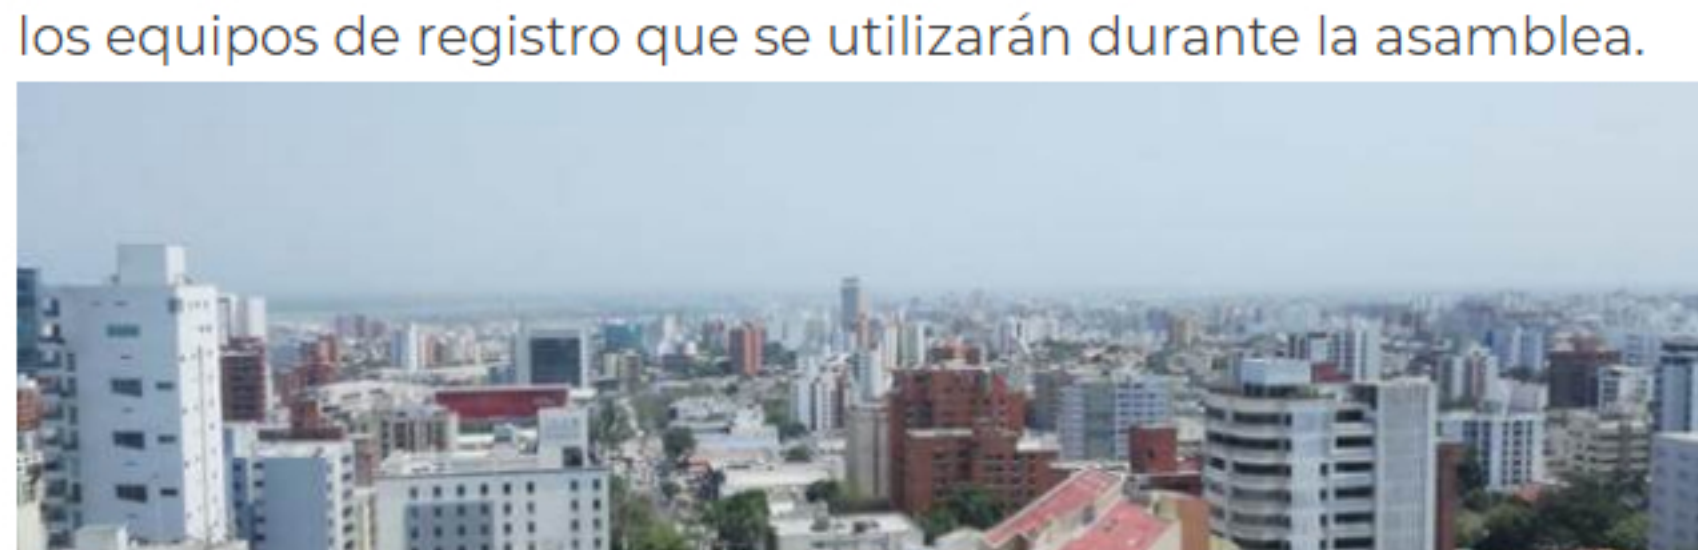 los equipos de registro que se utilizarán durante la asamblea.